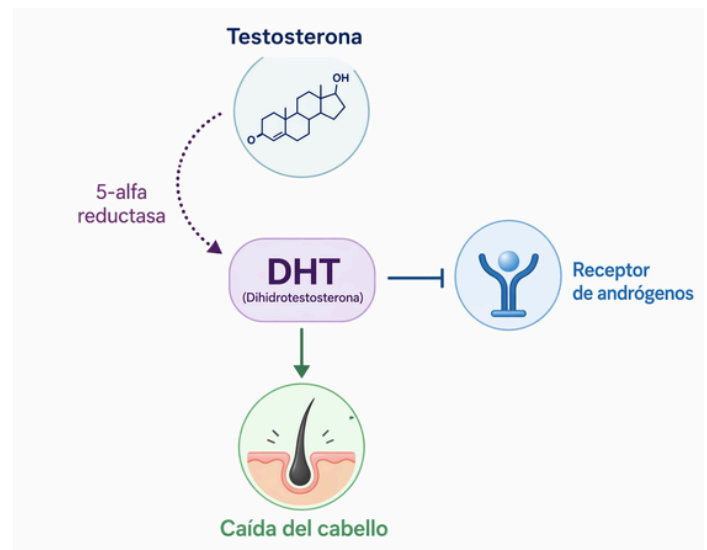 Testosterona
OH
O
5-alfa
reductasa
DHT
(Dihidrotestosterona)
Receptor
de andrógenos
Caída del cabello